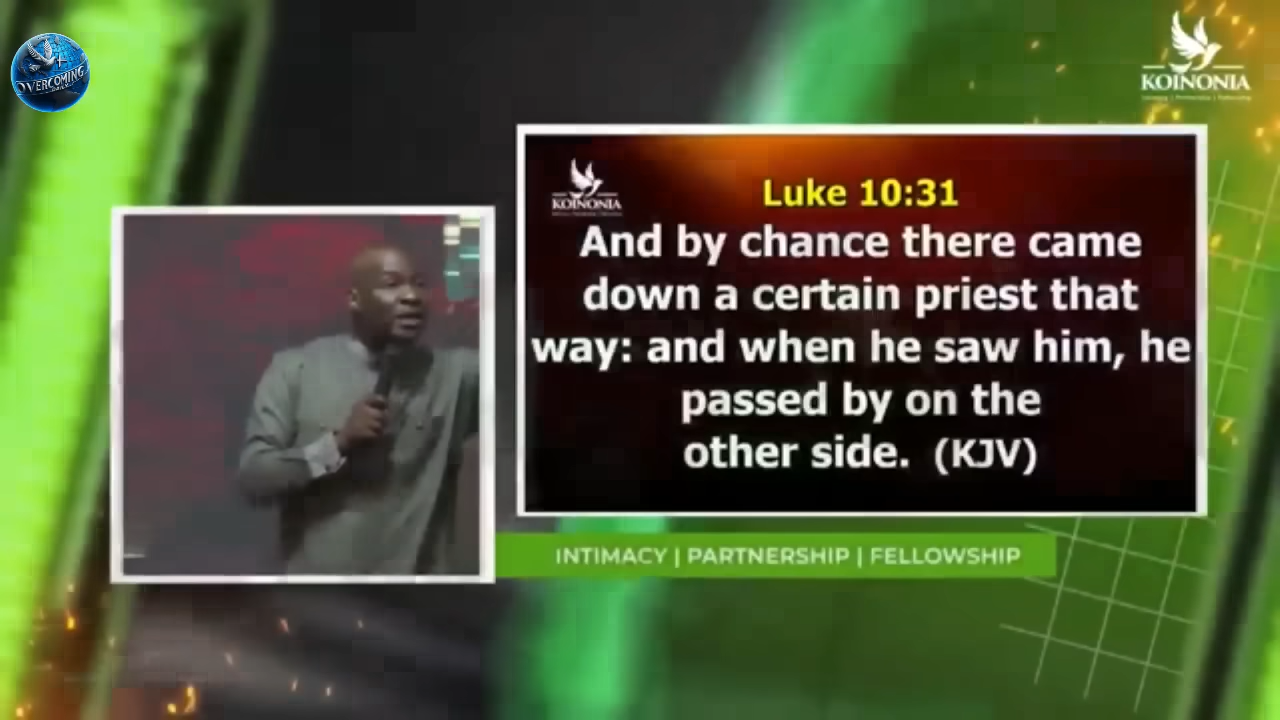 OVERCOMING
KOINONIA
KOINONIA
Luke 10:31
And by chance there came
down a certain priest that
way: and when he saw him, he
passed by on the
other side. (KJV)
INTIMACY | PARTNERSHIP | FELLOWSHIP